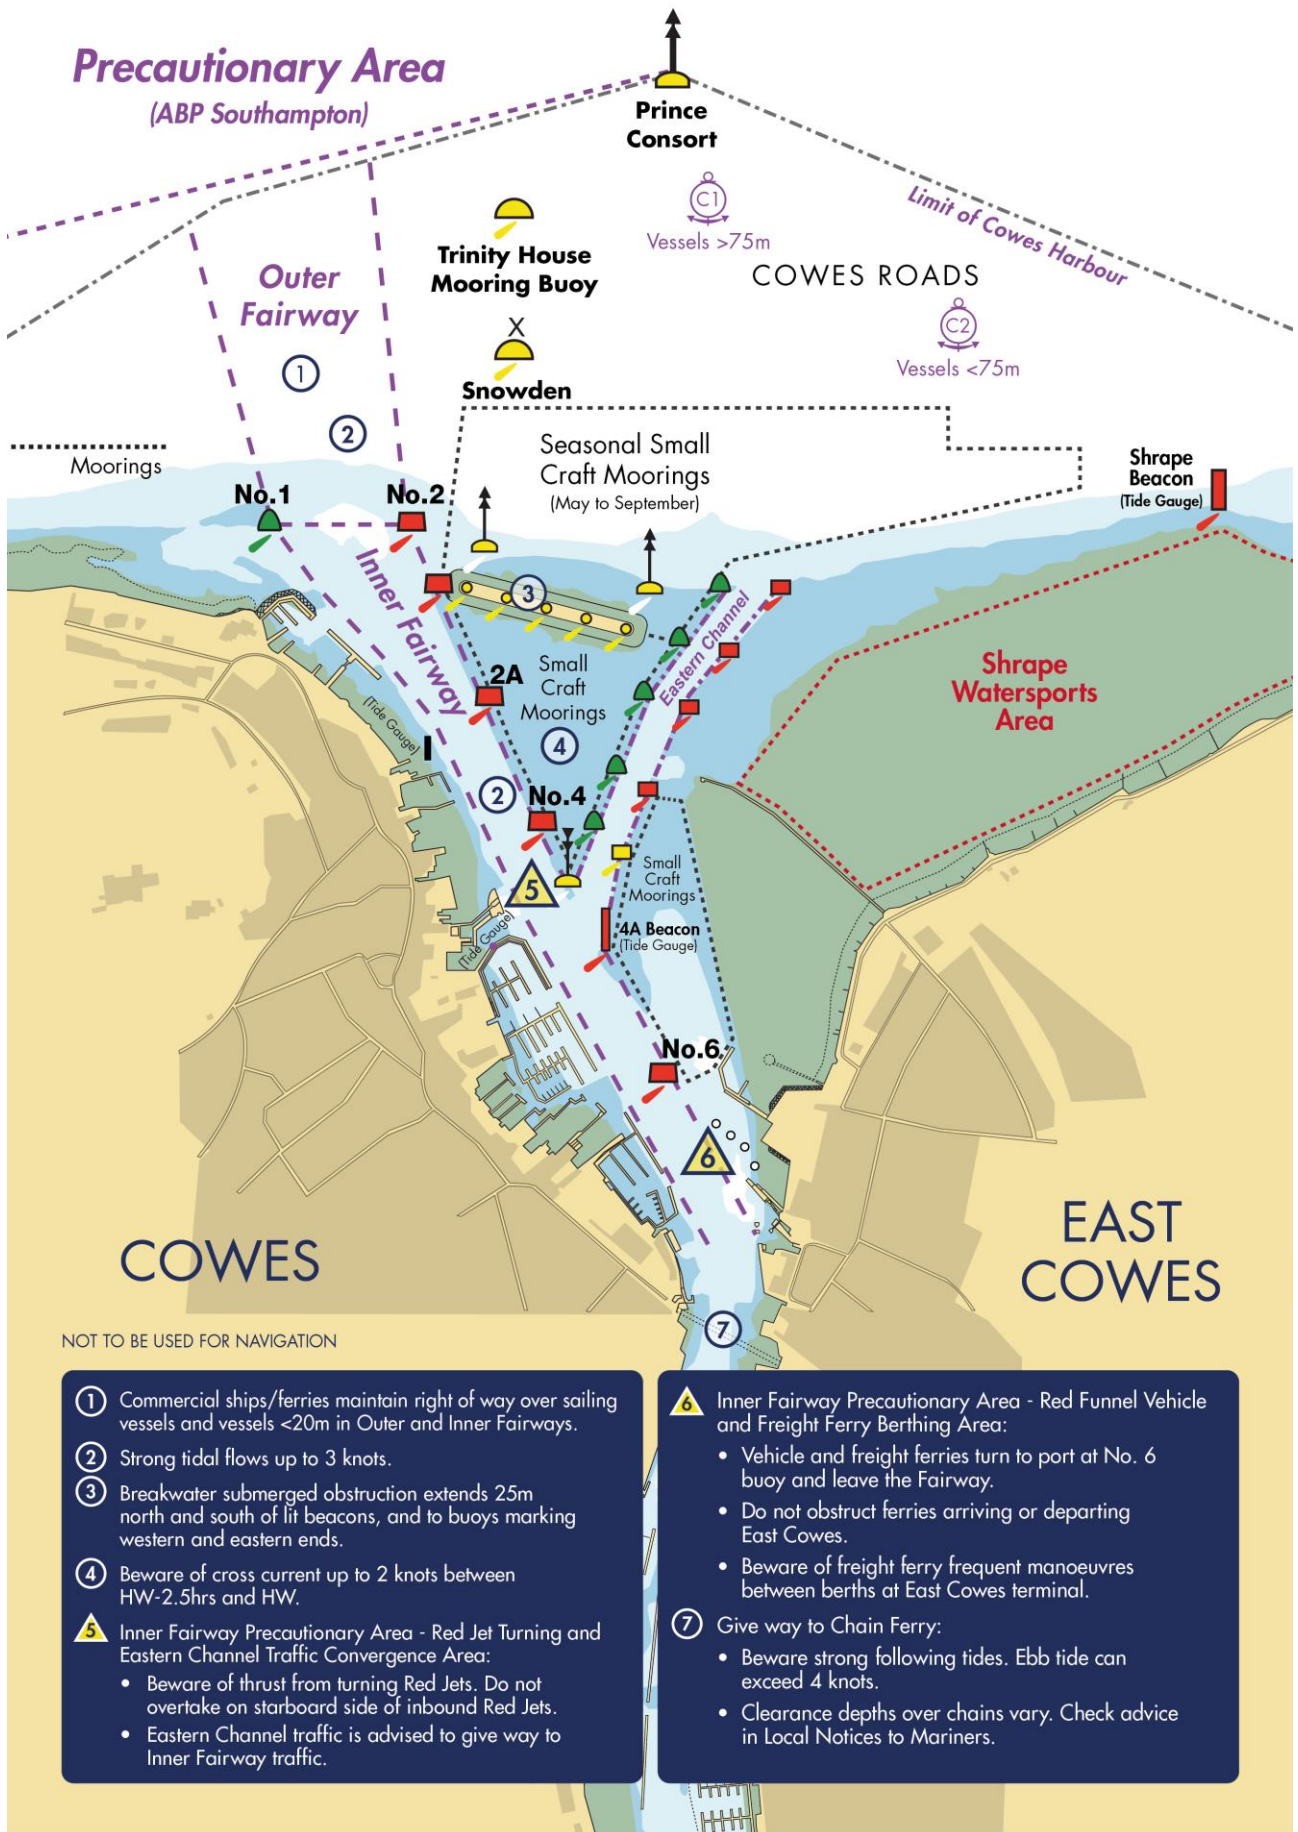 Precautionary Area
(ABP Southampton)
Prince
Consort
C1
Vessels >75m
Limit of Cowes Harbour
Trinity House
Mooring Buoy
COWES ROADS
Outer
Fairway
C2
Vessels <75m
X
Snowden
1
2
Moorings
Seasonal Small
Craft Moorings
(May to September)
Shrape
Beacon
(Tide Gauge)
No.1
No.2
Inner Fairway
3
Eastern Channel
2A
Small
Craft
Moorings
4
Shrape
Watersports
Area
(Tide Gauge)
2
No.4
5
Small
Craft
Moorings
(Tide Gauge)
4A Beacon
(Tide Gauge)
No.6
6
COWES
EAST
COWES
7
NOT TO BE USED FOR NAVIGATION
1 Commercial ships/ferries maintain right of way over sailing
vessels and vessels <20m in Outer and Inner Fairways.
2 Strong tidal flows up to 3 knots.
3 Breakwater submerged obstruction extends 25m
north and south of lit beacons, and to buoys marking
western and eastern ends.
4 Beware of cross current up to 2 knots between
HW-2.5hrs and HW.
5 Inner Fairway Precautionary Area - Red Jet Turning and
Eastern Channel Traffic Convergence Area:
• Beware of thrust from turning Red Jets. Do not
overtake on starboard side of inbound Red Jets.
• Eastern Channel traffic is advised to give way to
Inner Fairway traffic.
6 Inner Fairway Precautionary Area - Red Funnel Vehicle
and Freight Ferry Berthing Area:
• Vehicle and freight ferries turn to port at No. 6
buoy and leave the Fairway.
• Do not obstruct ferries arriving or departing
East Cowes.
• Beware of freight ferry frequent manoeuvres
between berths at East Cowes terminal.
7 Give way to Chain Ferry:
• Beware strong following tides. Ebb tide can
exceed 4 knots.
• Clearance depths over chains vary. Check advice
in Local Notices to Mariners.